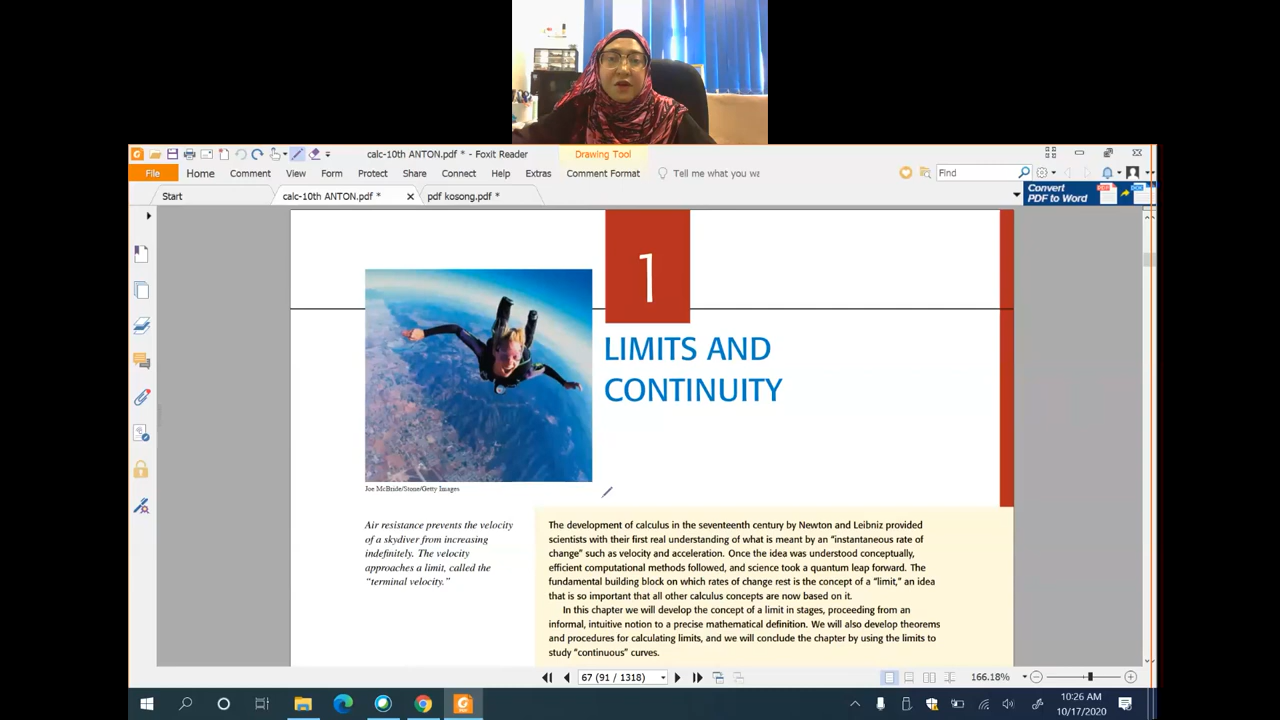 calc-10th ANTON.pdf * - Foxit Reader
Drawing Tool
File
Home
Comment
View
Form
Protect
Share
Connect
Help
Extras
Comment Format
Tell me what you wa
Find
Start
calc-10th ANTON.pdf *
pdf kosong.pdf *
Convert
PDF to Word
1
LIMITS AND
CONTINUITY
Joe McBride/Stone/Getty Images
Air resistance prevents the velocity
of a skydiver from increasing
indefinitely. The velocity
approaches a limit, called the
“terminal velocity.”
The development of calculus in the seventeenth century by Newton and Leibniz provided
scientists with their first real understanding of what is meant by an “instantaneous rate of
change” such as velocity and acceleration. Once the idea was understood conceptually,
efficient computational methods followed, and science took a quantum leap forward. The
fundamental building block on which rates of change rest is the concept of a “limit,” an idea
that is so important that all other calculus concepts are now based on it.
In this chapter we will develop the concept of a limit in stages, proceeding from an
informal, intuitive notion to a precise mathematical definition. We will also develop theorems
and procedures for calculating limits, and we will conclude the chapter by using the limits to
study “continuous” curves.
67 (91 / 1318)
166.18%
10:26 AM
10/17/2020